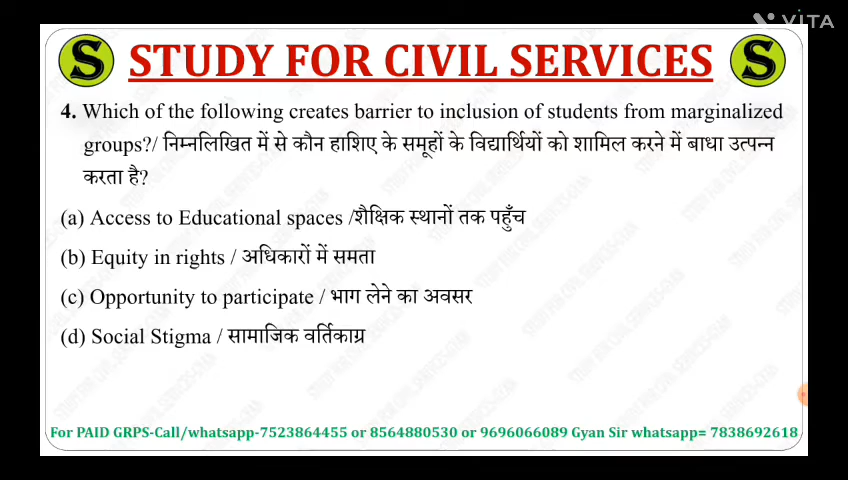 VITA
S STUDY FOR CIVIL SERVICES S
4. Which of the following creates barrier to inclusion of students from marginalized
groups?/ निम्नलिखित में से कौन हाशिए के समूहों के विद्यार्थियों को शामिल करने में बाधा उत्पन्न
करता है?
(a) Access to Educational spaces /शैक्षिक स्थानों तक पहुँच
(b) Equity in rights / अधिकारों में समता
(c) Opportunity to participate / भाग लेने का अवसर
(d) Social Stigma / सामाजिक वर्तिकाग्र
For PAID GRPS-Call/whatsapp-7523864455 or 8564880530 or 9696066089 Gyan Sir whatsapp= 7838692618